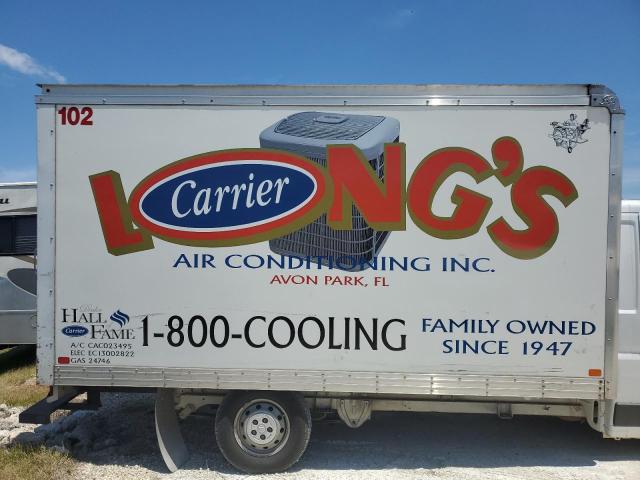 102
LONG'S
Carrier
AIR CONDITIONING INC.
AVON PARK, FL
HALL of FAME
Carrier
A/C CAC023495
ELEC EC13002822
GAS 24746
1-800-COOLING
FAMILY OWNED
SINCE 1947